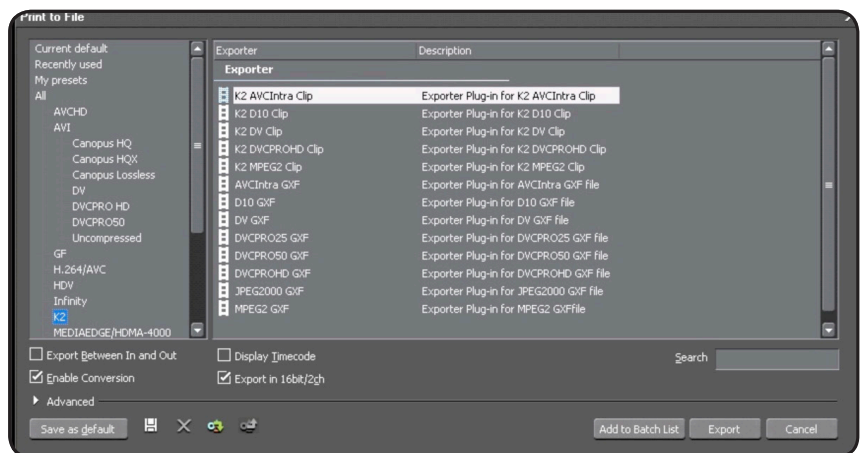 Print to File
Current default
Recently used
My presets
All
AVCHD
AVI
Canopus HQ
Canopus HQX
Canopus Lossless
DV
DVCPRO HD
DVCPRO50
Uncompressed
GF
H.264/AVC
HDV
Infinity
K2
MEDIAEDGE/HDMA-4000
Exporter Description
Exporter
K2 AVCIntra Clip Exporter Plug-in for K2 AVCIntra Clip
K2 D10 Clip Exporter Plug-in for K2 D10 Clip
K2 DV Clip Exporter Plug-in for K2 DV Clip
K2 DVCPROHD Clip Exporter Plug-in for K2 DVCPROHD Clip
K2 MPEG2 Clip Exporter Plug-in for K2 MPEG2 Clip
AVCIntra GXF Exporter Plug-in for AVCIntra GXF file
D10 GXF Exporter Plug-in for D10 GXF file
DV GXF Exporter Plug-in for DV GXF file
DVCPRO25 GXF Exporter Plug-in for DVCPRO25 GXF file
DVCPRO50 GXF Exporter Plug-in for DVCPRO50 GXF file
DVCPROHD GXF Exporter Plug-in for DVCPROHD GXF file
JPEG2000 GXF Exporter Plug-in for JPEG2000 GXF file
MPEG2 GXF Exporter Plug-in for MPEG2 GXFfile
Export Between In and Out Display Timecode Search
Enable Conversion Export in 16bit/2ch
Advanced
Save as default Add to Batch List Export Cancel